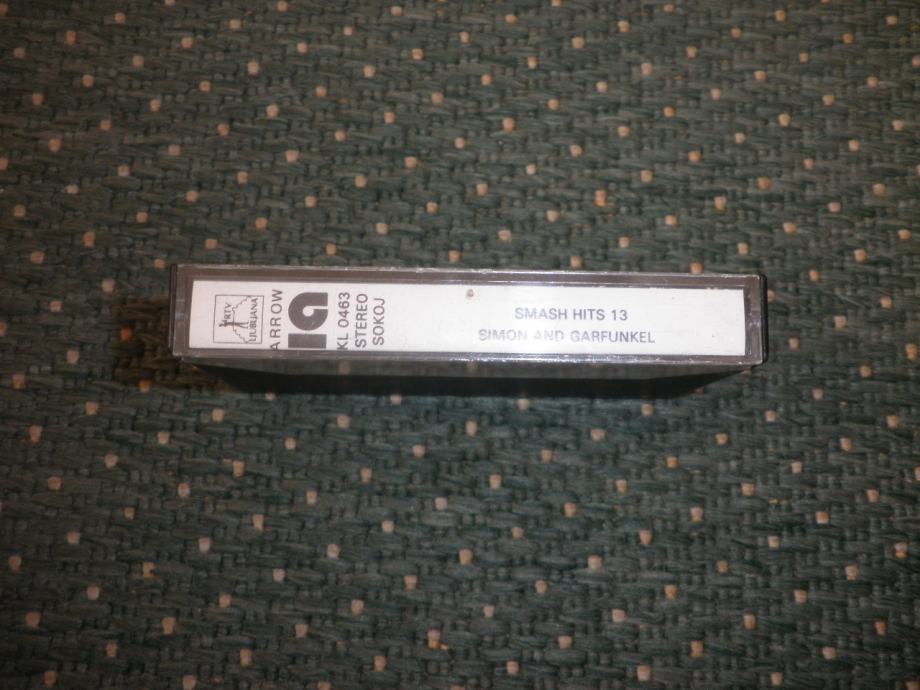 RTV
LJUBLJANA
ARROW
KL 0463
STEREO
SOKOJ
SMASH HITS 13
SIMON AND GARFUNKEL